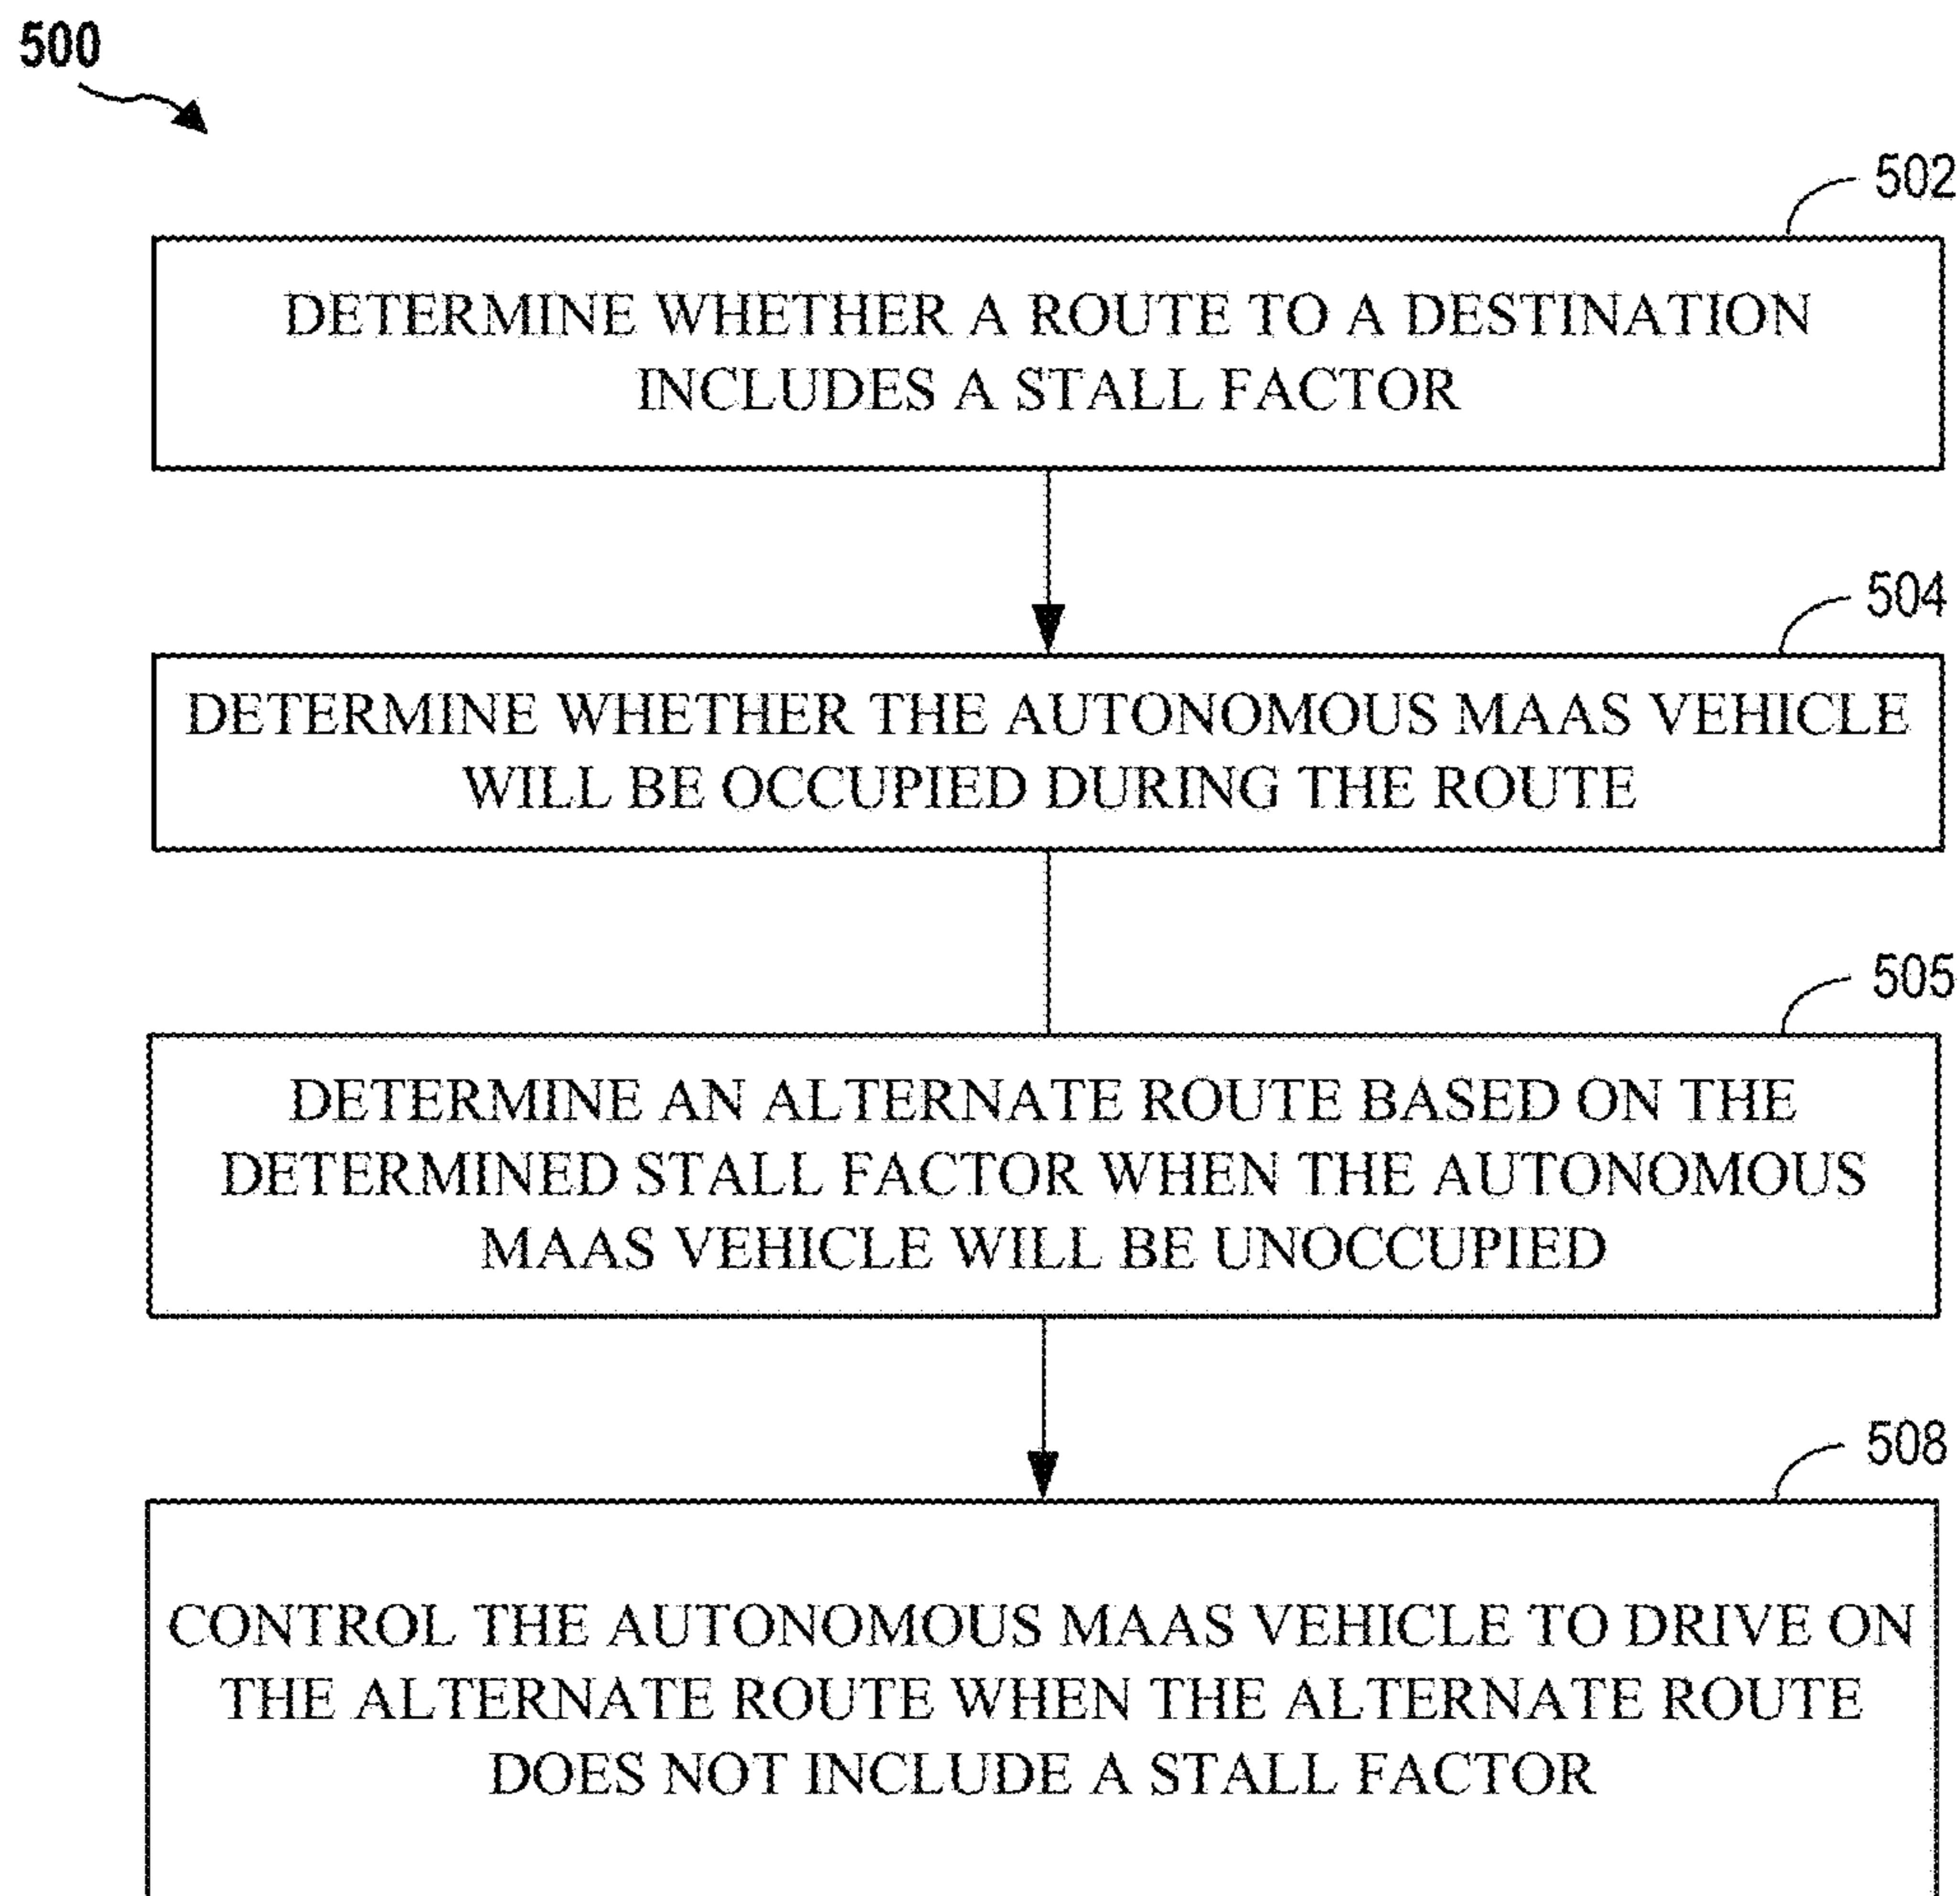 500
502
DETERMINE WHETHER A ROUTE TO A DESTINATION
INCLUDES A STALL FACTOR
504
DETERMINE WHETHER THE AUTONOMOUS MAAS VEHICLE
WILL BE OCCUPIED DURING THE ROUTE
505
DETERMINE AN ALTERNATE ROUTE BASED ON THE
DETERMINED STALL FACTOR WHEN THE AUTONOMOUS
MAAS VEHICLE WILL BE UNOCCUPIED
508
CONTROL THE AUTONOMOUS MAAS VEHICLE TO DRIVE ON
THE ALTERNATE ROUTE WHEN THE ALTERNATE ROUTE
DOES NOT INCLUDE A STALL FACTOR